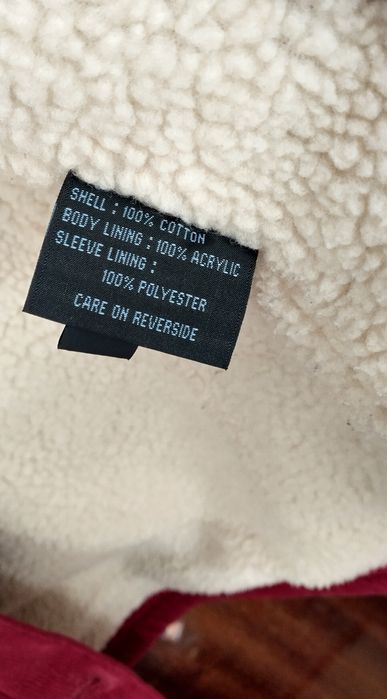 SHELL : 100% COTTON
BODY LINING : 100% ACRYLIC
SLEEVE LINING :
100% POLYESTER
CARE ON REVERSIDE